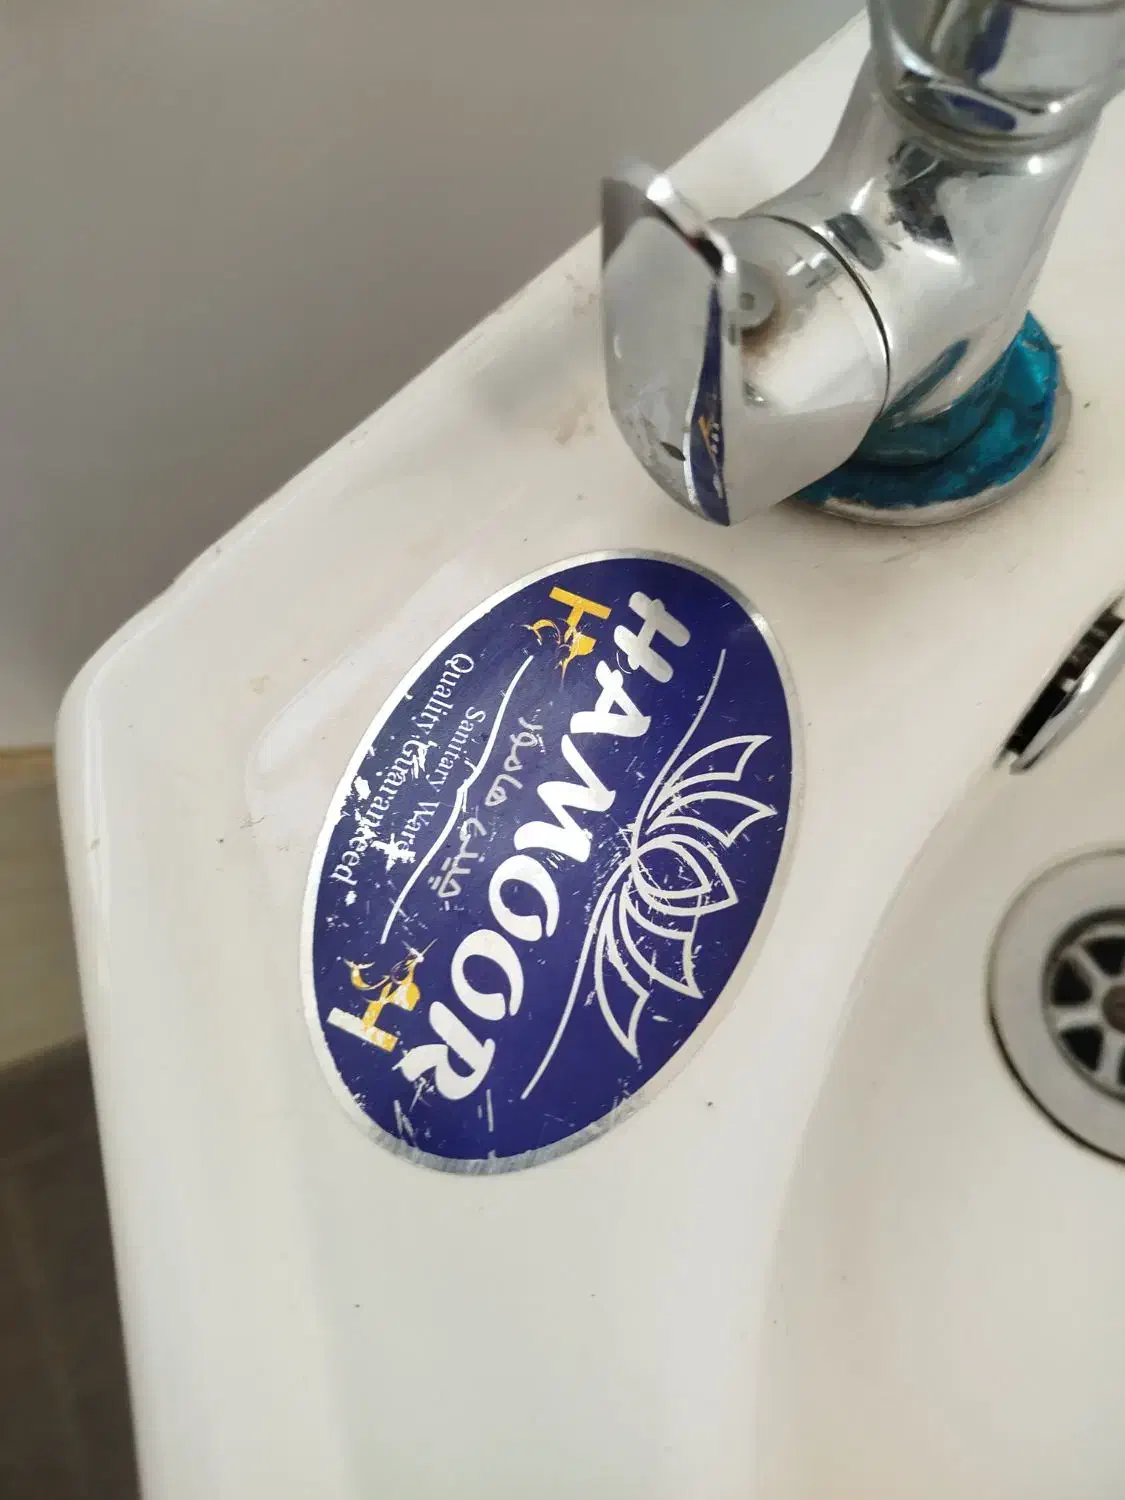 HAMOOR
هامور
Sanitary Ware
Quality Guaranteed